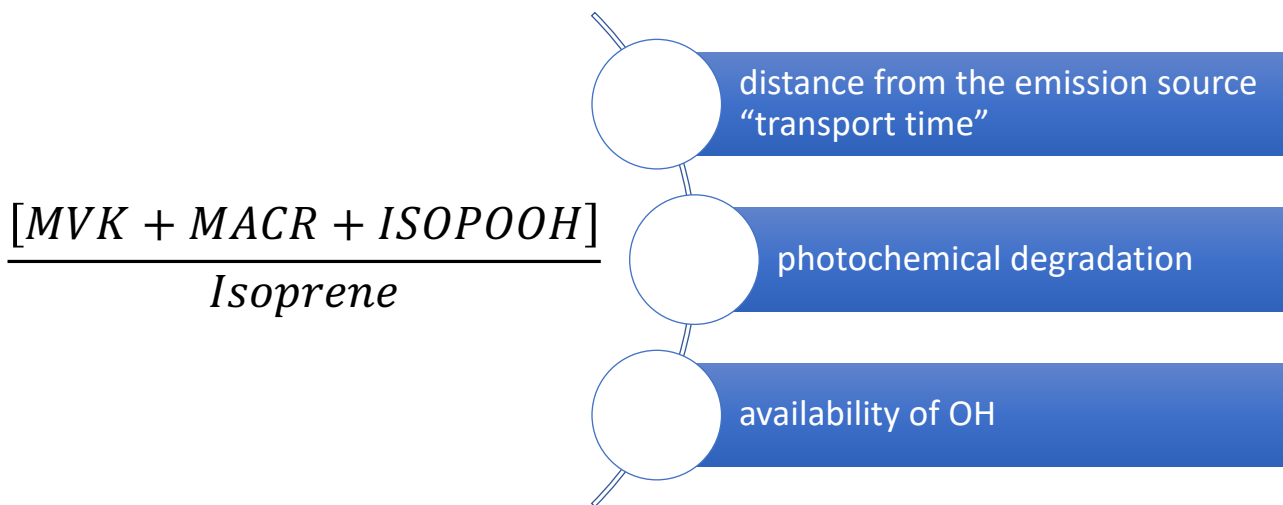 [MVK + MACR + ISOPOOH]
Isoprene
distance from the emission source
“transport time”
photochemical degradation
availability of OH